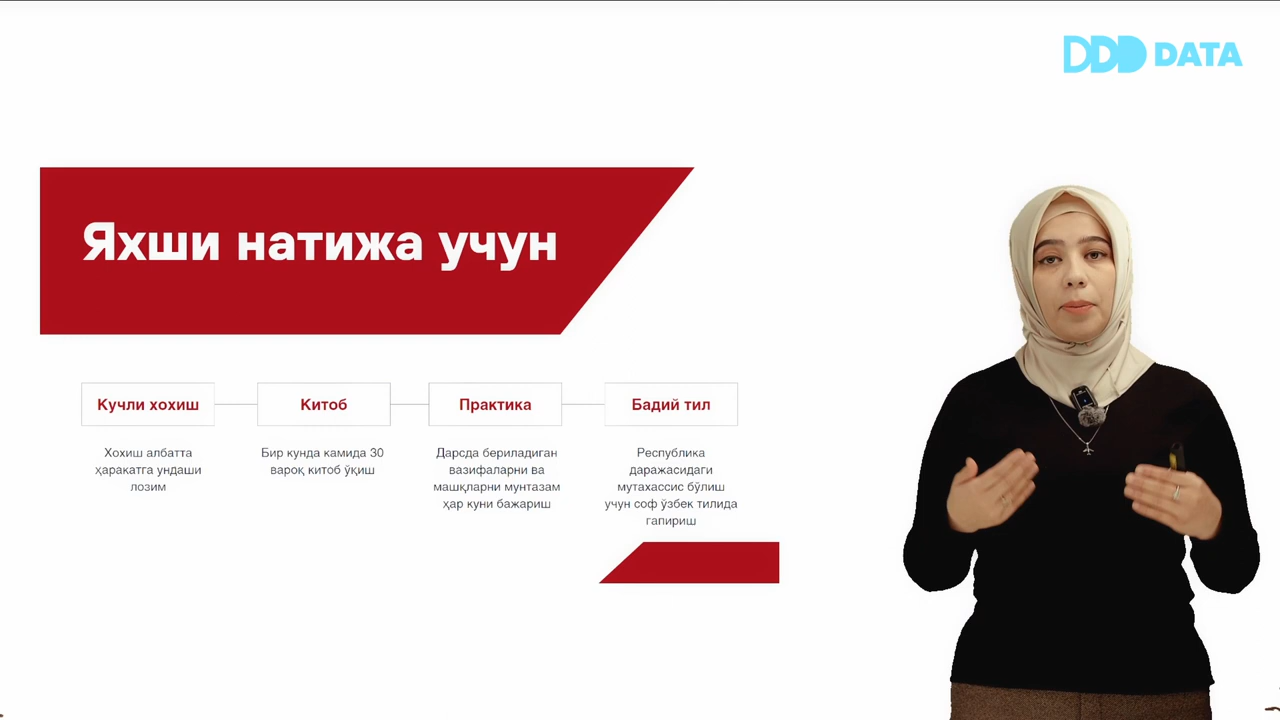 DDD DATA
Яхши натижа учун
Кучли хохиш
Хохиш албатта
ҳаракатга ундаши
лозим
Китоб
Бир кунда камида 30
вароқ китоб ўқиш
Практика
Дарсда бериладиган
вазифаларни ва
машқларни мунтазам
ҳар куни бажариш
Бадий тил
Республика
даражасидаги
мутахассис бўлиш
учун соф ўзбек тилида
гапириш